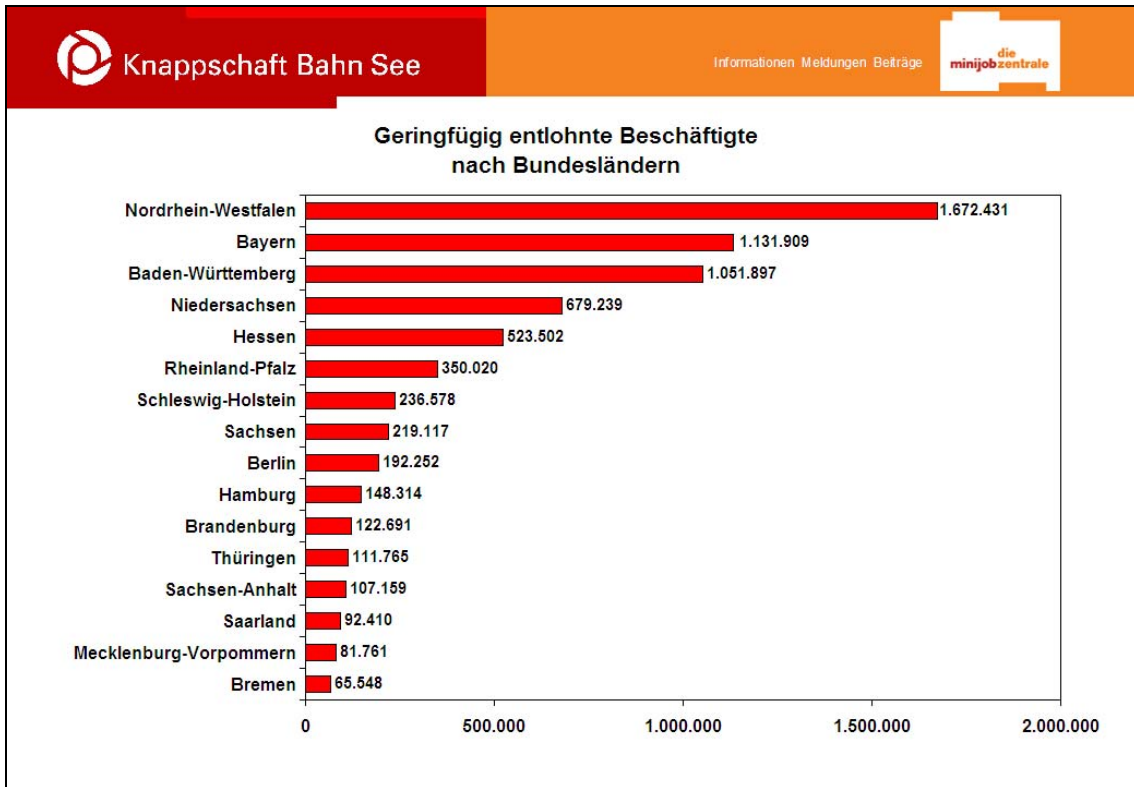 Knappschaft Bahn See
Informationen Meldungen Beiträge
die
minijobzentrale
Geringfügig entlohnte Beschäftigte
nach Bundesländern
Nordrhein-Westfalen 1.672.431
Bayern 1.131.909
Baden-Württemberg 1.051.897
Niedersachsen 679.239
Hessen 523.502
Rheinland-Pfalz 350.020
Schleswig-Holstein 236.578
Sachsen 219.117
Berlin 192.252
Hamburg 148.314
Brandenburg 122.691
Thüringen 111.765
Sachsen-Anhalt 107.159
Saarland 92.410
Mecklenburg-Vorpommern 81.761
Bremen 65.548
0 500.000 1.000.000 1.500.000 2.000.000